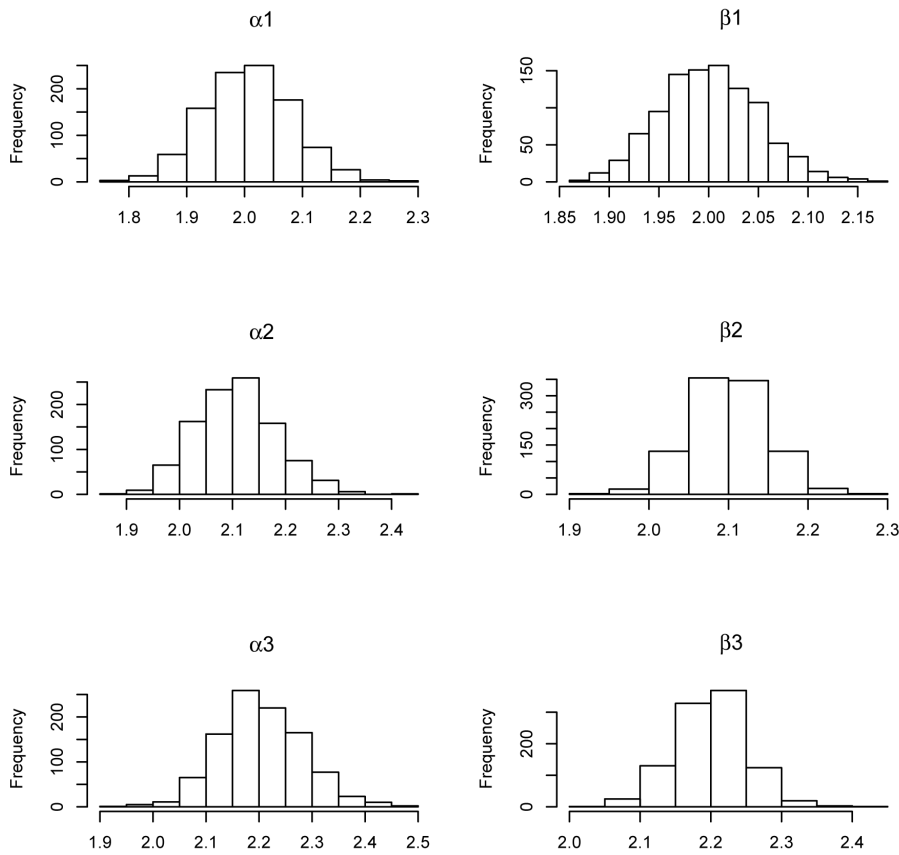 α1
Frequency
0 100 200
1.8 1.9 2.0 2.1 2.2 2.3
β1
Frequency
0 50 150
1.85 1.90 1.95 2.00 2.05 2.10 2.15
α2
Frequency
0 100 200
1.9 2.0 2.1 2.2 2.3 2.4
β2
Frequency
0 150 300
1.9 2.0 2.1 2.2 2.3
α3
Frequency
0 100 200
1.9 2.0 2.1 2.2 2.3 2.4 2.5
β3
Frequency
0 200
2.0 2.1 2.2 2.3 2.4